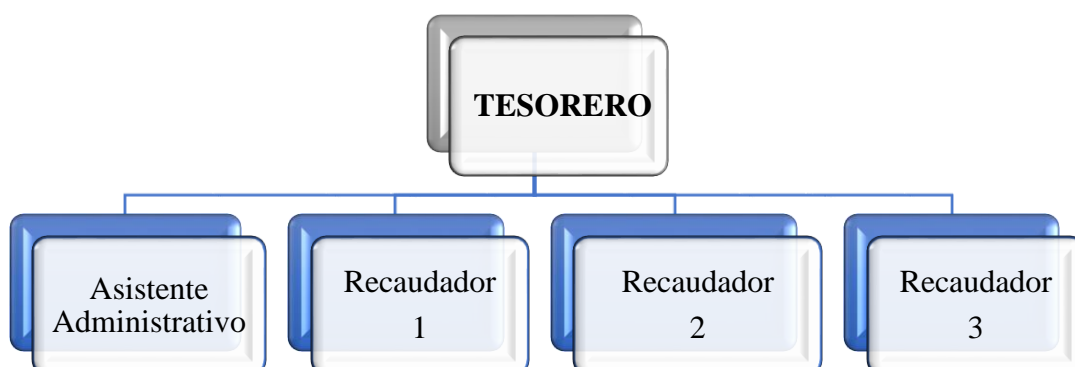 TESORERO
Asistente
Administrativo
Recaudador
1
Recaudador
2
Recaudador
3